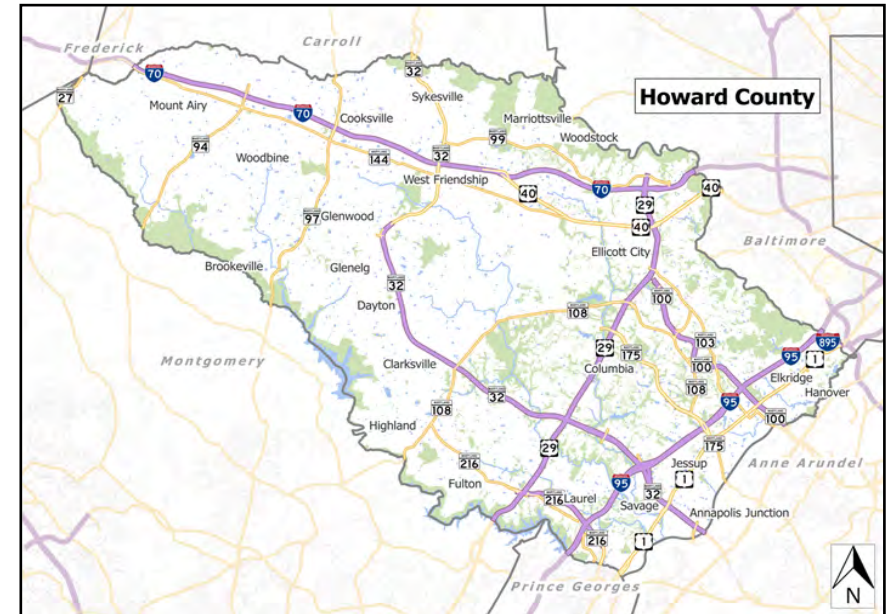 Frederick
Carroll
Howard County
27
70
32
Mount Airy
70
Sykesville
Cooksville
Marriottsville
Woodstock
94
144
32
99
Woodbine
West Friendship
40
70
40
29
97
Glenwood
40
Baltimore
Ellicott City
Brookeville
Glenelg
32
Dayton
100
108
Montgomery
29
175
103
95
895
1
Clarksville
Columbia
100
Elkridge
32
108
95
Hanover
108
100
Highland
29
175
216
Jessup
Anne Arundel
Fulton
95
1
216
Laurel
32
Savage
Annapolis Junction
216
1
Prince Georges
N